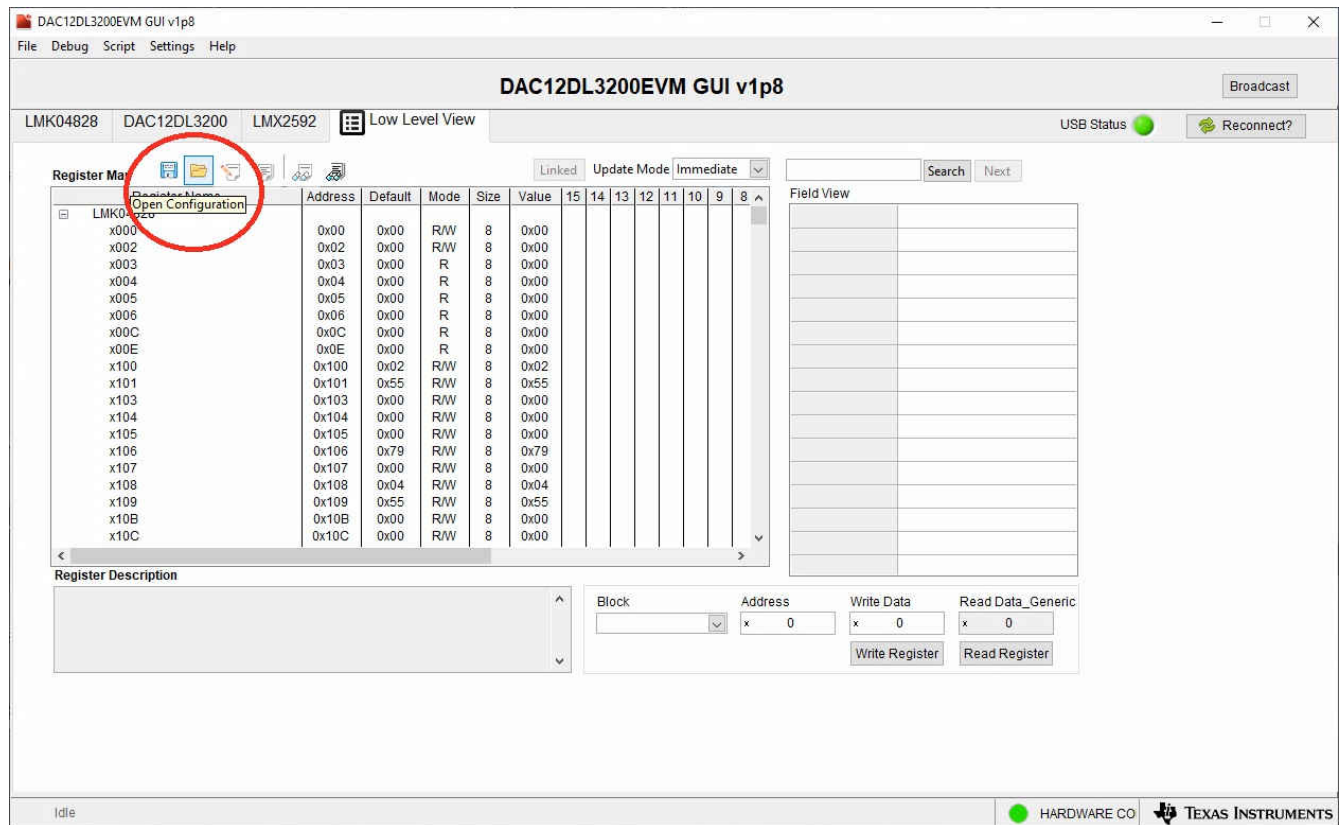 DAC12DL3200EVM GUI v1p8
File Debug Script Settings Help
DAC12DL3200EVM GUI v1p8
Broadcast
LMK04828 DAC12DL3200 LMX2592 Low Level View USB Status Reconnect?
Register Linked Update Mode Immediate Search Next
Register Name Address Default Mode Size Value 15 14 13 12 11 10 9 8 Field View
Open Configuration
x000 0x00 0x00 R/W 8 0x00
x002 0x02 0x00 R/W 8 0x00
x003 0x03 0x00 R 8 0x00
x004 0x04 0x00 R 8 0x00
x005 0x05 0x00 R 8 0x00
x006 0x06 0x00 R 8 0x00
x00C 0x0C 0x00 R 8 0x00
x00E 0x0E 0x00 R 8 0x00
x100 0x100 0x02 R/W 8 0x02
x101 0x101 0x55 R/W 8 0x55
x103 0x103 0x00 R/W 8 0x00
x104 0x104 0x00 R/W 8 0x00
x105 0x105 0x00 R/W 8 0x00
x106 0x106 0x79 R/W 8 0x79
x107 0x107 0x00 R/W 8 0x00
x108 0x108 0x04 R/W 8 0x04
x109 0x109 0x55 R/W 8 0x55
x10B 0x10B 0x00 R/W 8 0x00
x10C 0x10C 0x00 R/W 8 0x00
Register Description
Block Address Write Data Read Data_Generic
x 0 x 0 x 0
Write Register Read Register
Idle HARDWARE CO TEXAS INSTRUMENTS